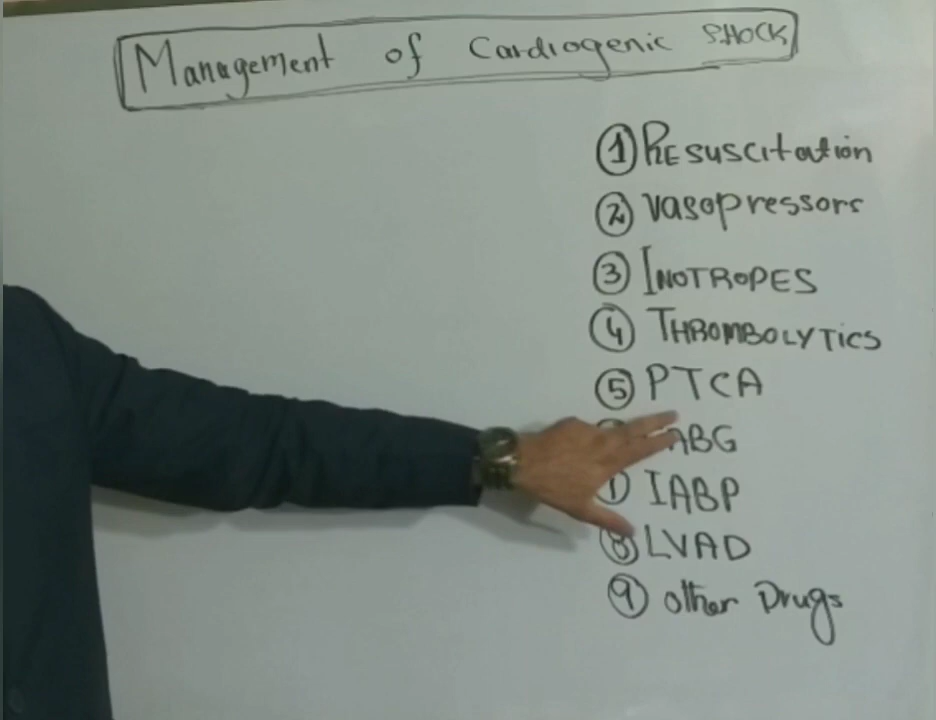 Management of Cardiogenic SHOCK
1 Resuscitation
2 Vasopressors
3 INOTROPES
4 THROMBOLYTICS
5 PTCA
ABG
IABP
8 LVAD
9 other Drugs